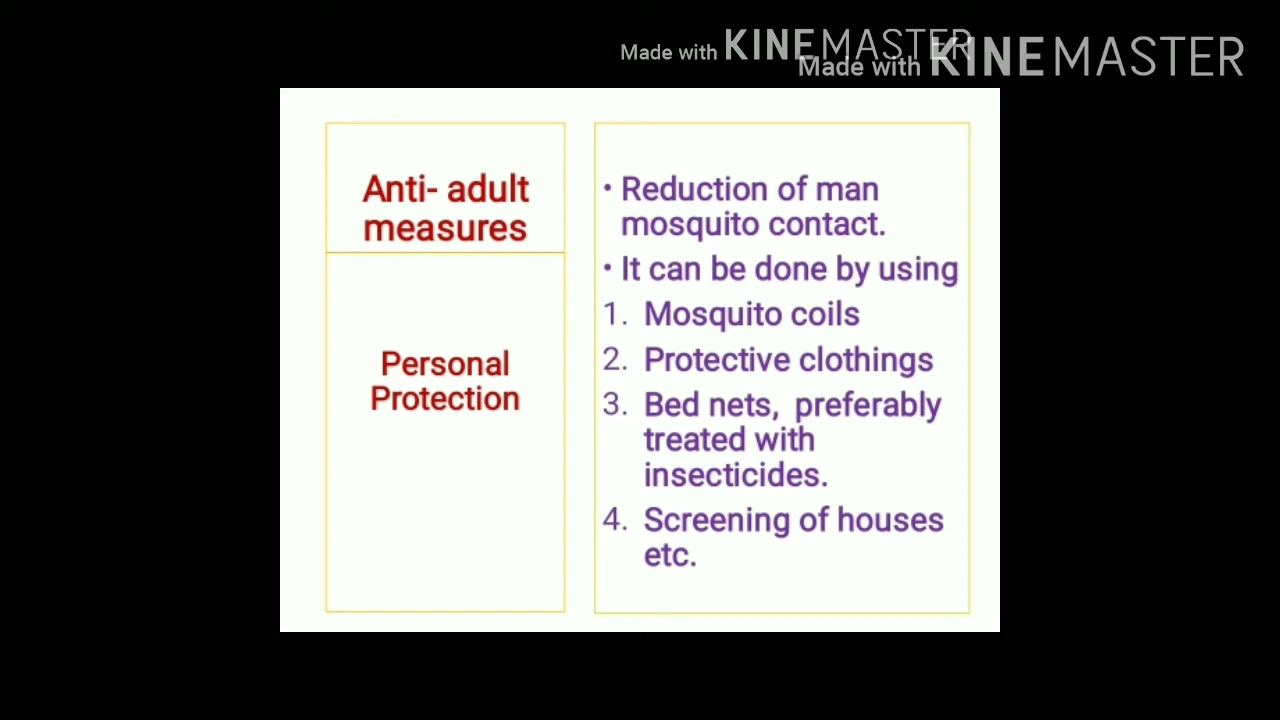 Made with KINEMASTER
Made with KINEMASTER
Anti- adult
measures
Personal
Protection
• Reduction of man
mosquito contact.
• It can be done by using
1. Mosquito coils
2. Protective clothings
3. Bed nets, preferably
treated with
insecticides.
4. Screening of houses
etc.